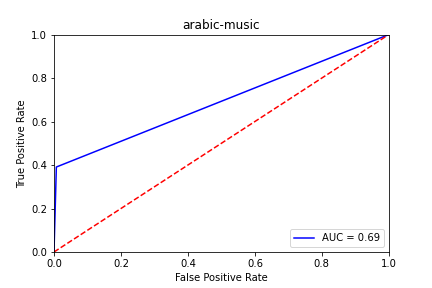 arabic-music
1.0
0.8
0.6
0.4
0.2
0.0
True Positive Rate
AUC = 0.69
0.0 0.2 0.4 0.6 0.8 1.0
False Positive Rate